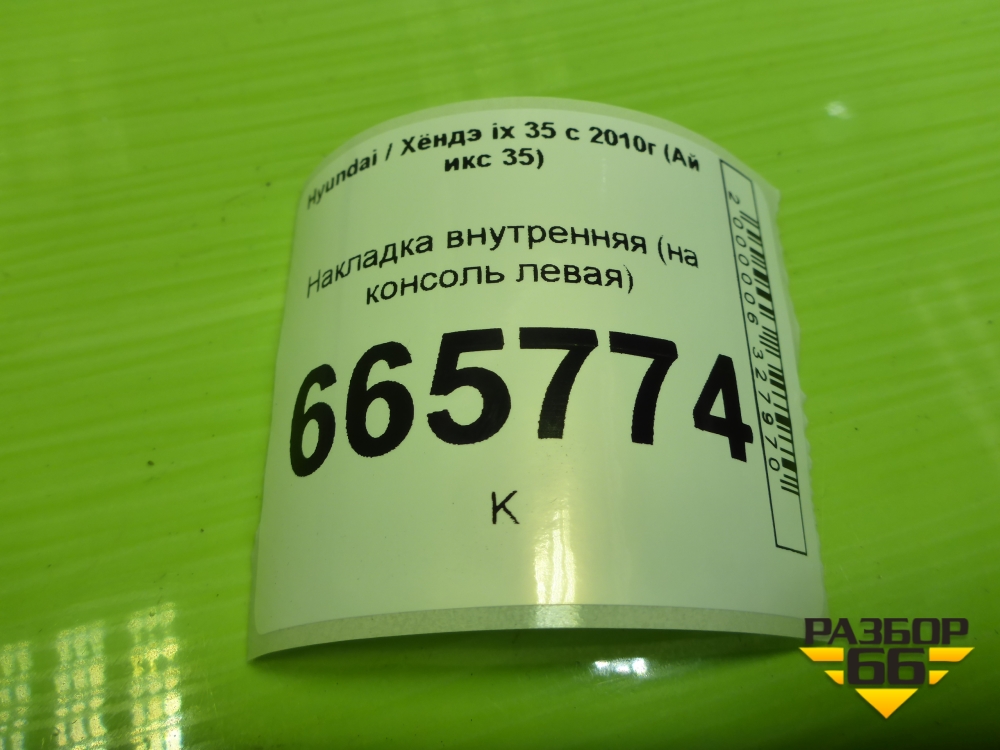 Hyundai / Хёндэ ix 35 с 2010г (Ай
икс 35)
Накладка внутренняя (на
консоль левая)
665774
К
2000006327970
РАЗБОР
66